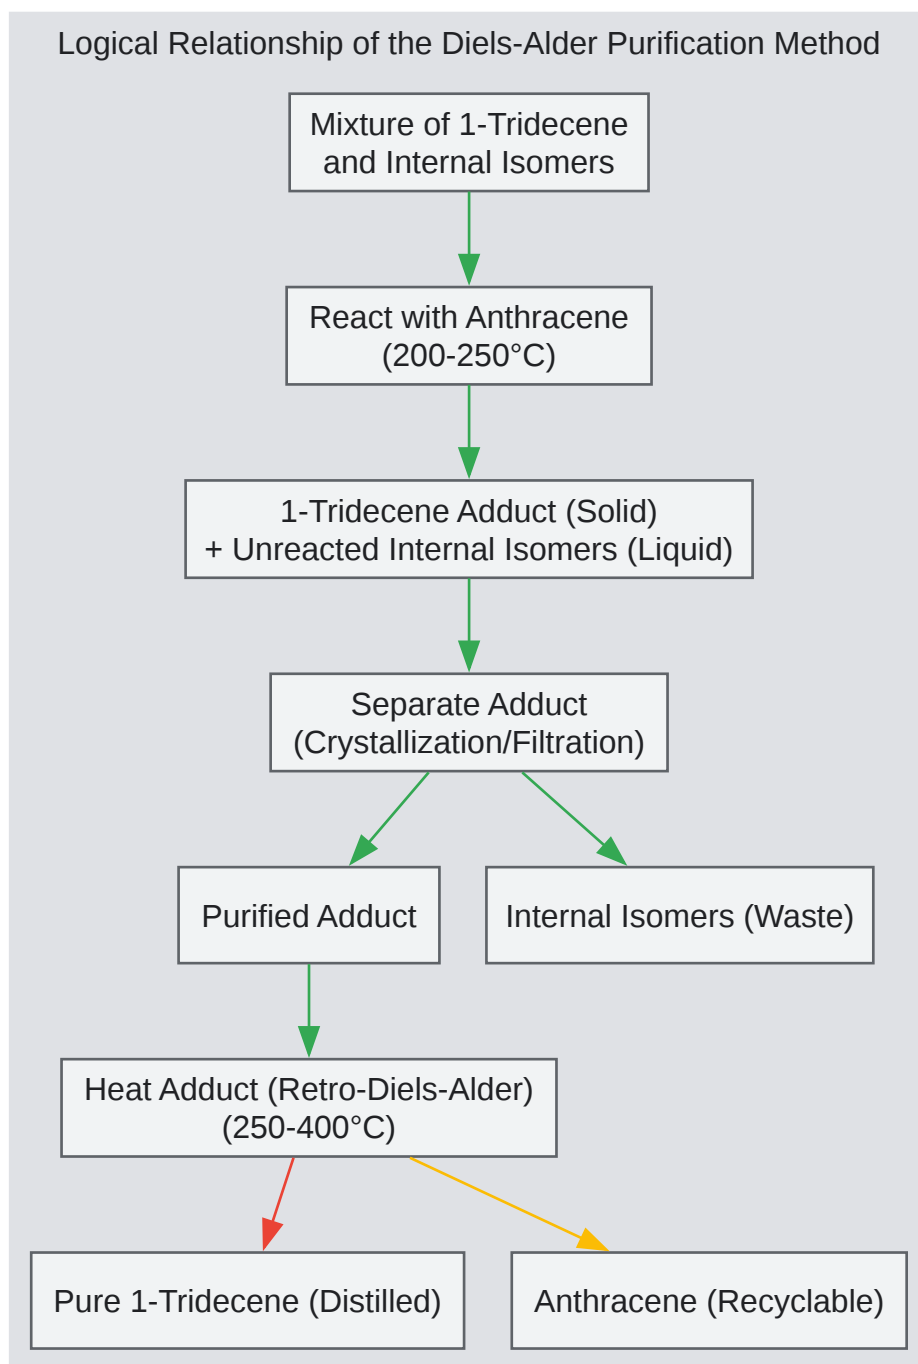 Logical Relationship of the Diels-Alder Purification Method
Mixture of 1-Tridecene
and Internal Isomers
React with Anthracene
(200-250°C)
1-Tridecene Adduct (Solid)
+ Unreacted Internal Isomers (Liquid)
Separate Adduct
(Crystallization/Filtration)
Purified Adduct
Internal Isomers (Waste)
Heat Adduct (Retro-Diels-Alder)
(250-400°C)
Pure 1-Tridecene (Distilled)
Anthracene (Recyclable)